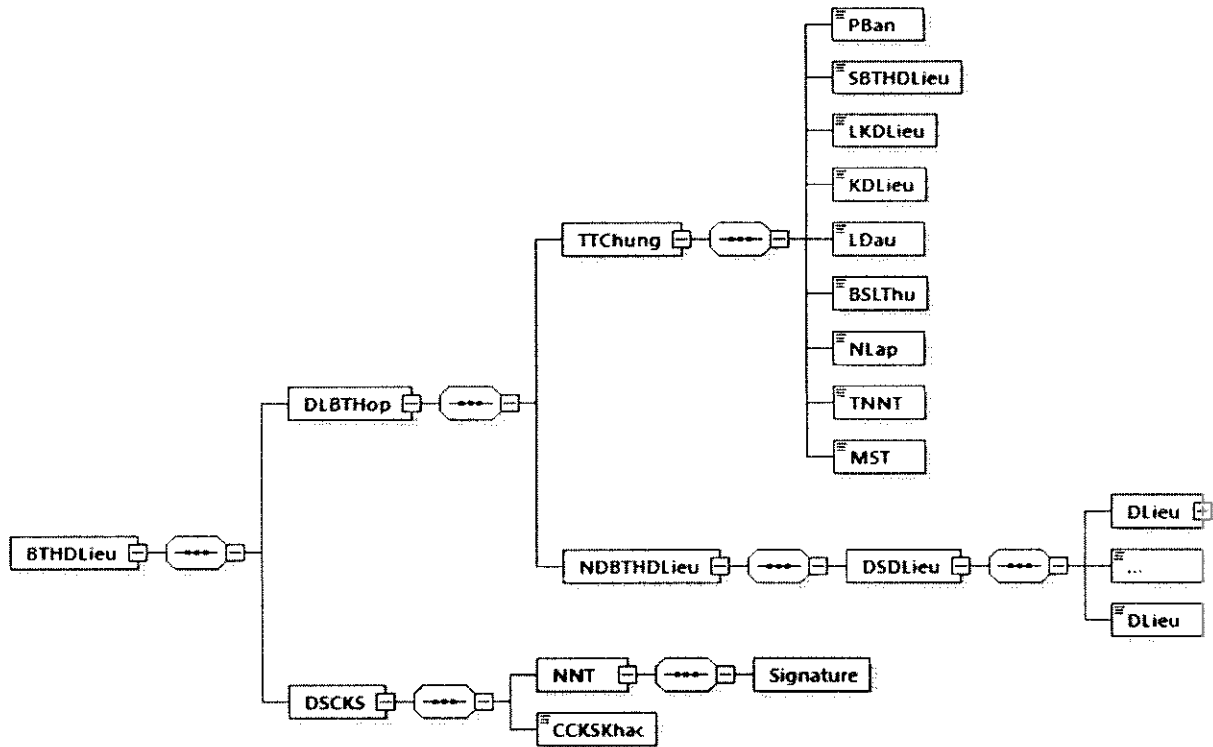 PBan
SBTHDLieu
LKDLieu
KDLieu
TTChung
LDau
BSLThu
NLap
DLBTHop
TNNT
MST
DLieu
BTHDLieu
NDBTHDLieu
DSDLieu
...
DLieu
NNT
Signature
DSCKS
CCKSKhac